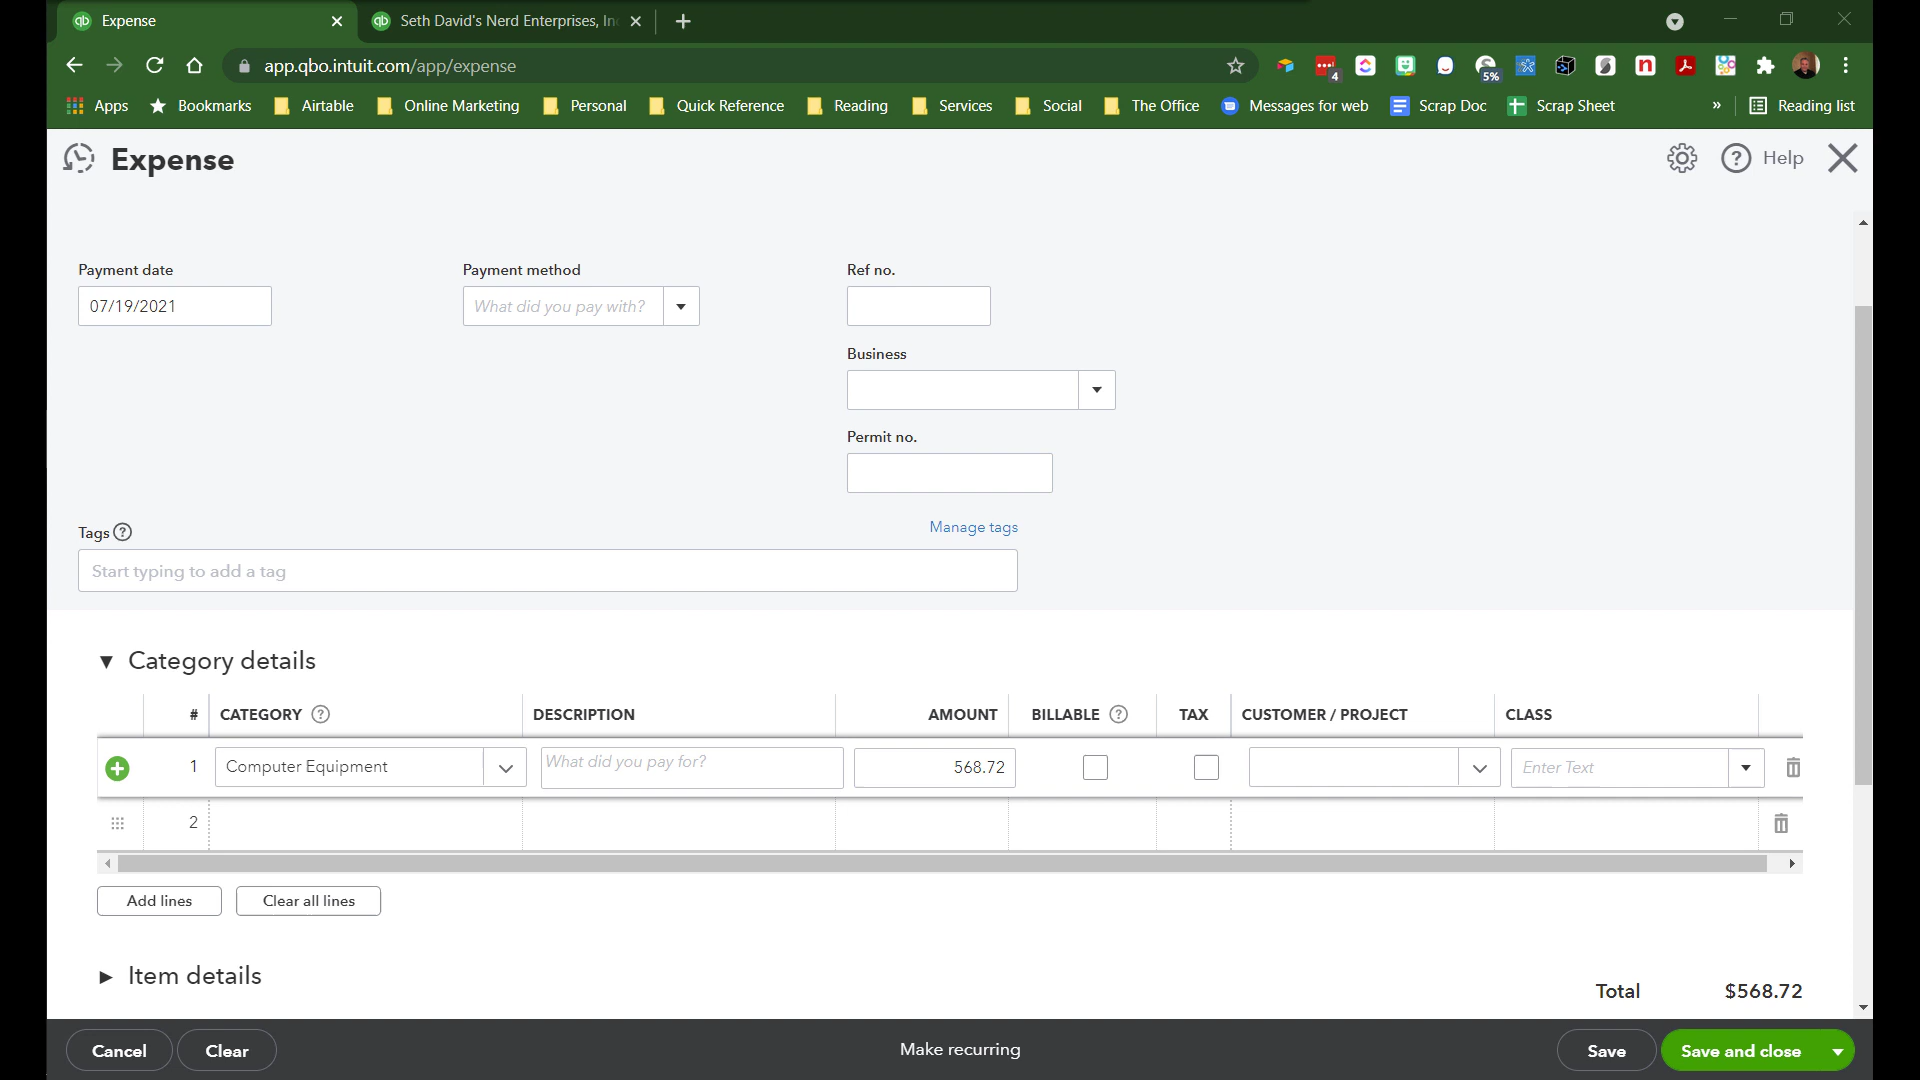 Expense
Seth David's Nerd Enterprises, In
app.qbo.intuit.com/app/expense
4
5%
Apps
Bookmarks
Airtable
Online Marketing
Personal
Quick Reference
Reading
Services
Social
The Office
Messages for web
Scrap Doc
Scrap Sheet
»
Reading list
Expense
Help
Payment date
Payment method
Ref no.
07/19/2021
What did you pay with?
Business
Permit no.
Tags
Manage tags
Start typing to add a tag
Category details
# CATEGORY DESCRIPTION AMOUNT BILLABLE TAX CUSTOMER / PROJECT CLASS
1 Computer Equipment What did you pay for? 568.72 Enter Text
2
Add lines
Clear all lines
Item details
Total $568.72
Cancel
Clear
Make recurring
Save
Save and close